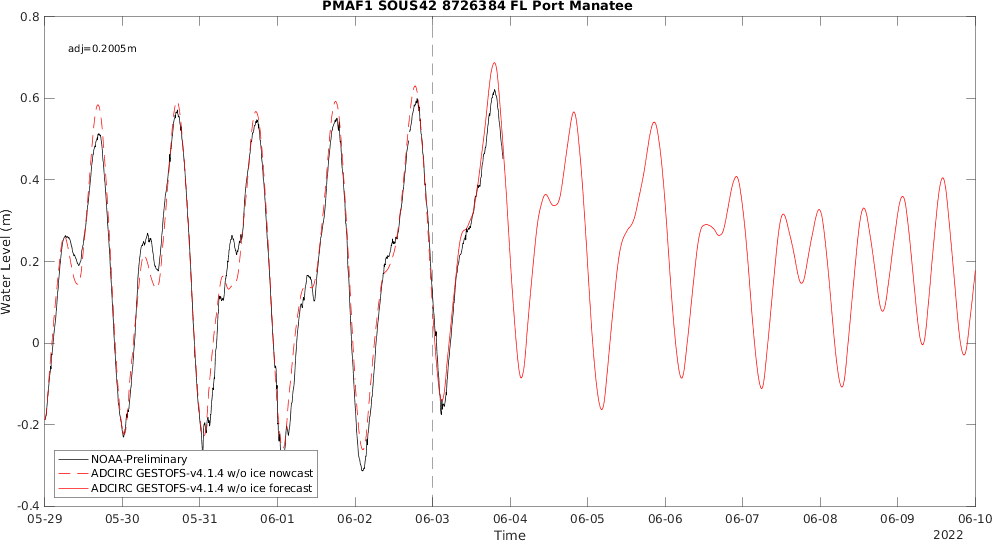 PMAF1 SOUS42 8726384 FL Port Manatee
adj=0.2005m
0.8
0.6
0.4
0.2
0
-0.2
-0.4
Water Level (m)
NOAA-Preliminary
ADCIRC GESTOFS-v4.1.4 w/o ice nowcast
ADCIRC GESTOFS-v4.1.4 w/o ice forecast
05-29 05-30 05-31 06-01 06-02 06-03 06-04 06-05 06-06 06-07 06-08 06-09 06-10
Time
2022